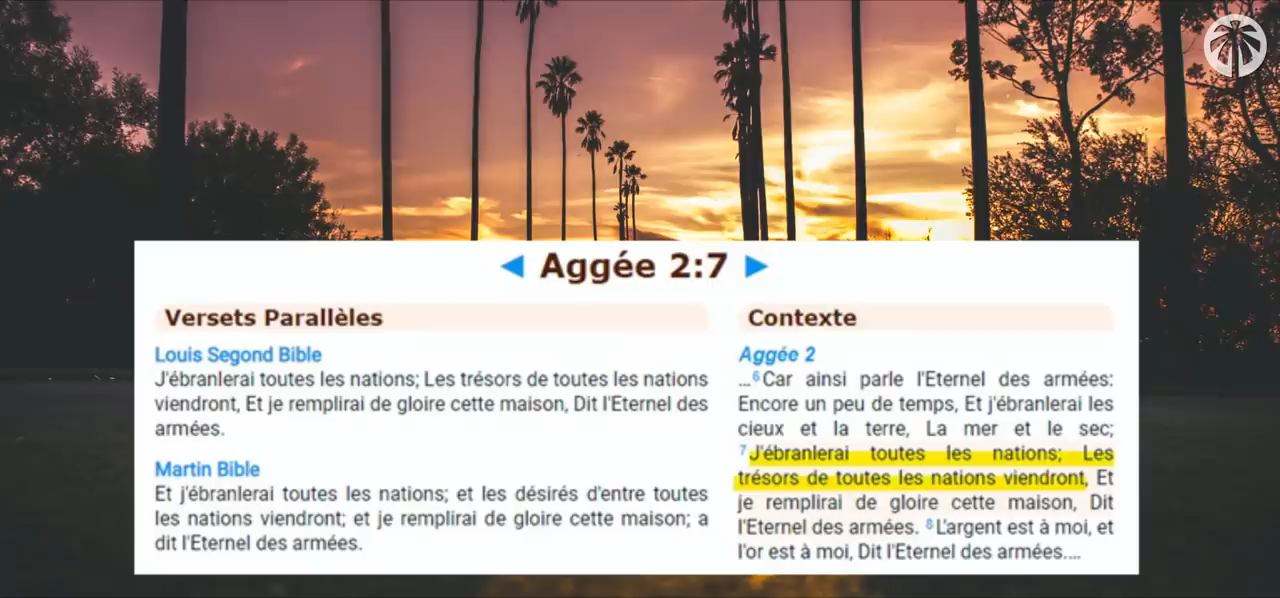 ◄ Aggée 2:7 ►
Versets Parallèles
Louis Segond Bible
J'ébranlerai toutes les nations; Les trésors de toutes les nations
viendront, Et je remplirai de gloire cette maison, Dit l'Eternel des
armées.
Martin Bible
Et j'ébranlerai toutes les nations; et les désirés d'entre toutes
les nations viendront; et je remplirai de gloire cette maison; a
dit l'Eternel des armées.
Contexte
Aggée 2
...6Car ainsi parle l'Eternel des armées:
Encore un peu de temps, Et j'ébranlerai les
cieux et la terre, La mer et le sec;
7J'ébranlerai toutes les nations; Les
trésors de toutes les nations viendront, Et
je remplirai de gloire cette maison, Dit
l'Eternel des armées. 8L'argent est à moi, et
l'or est à moi, Dit l'Eternel des armées....